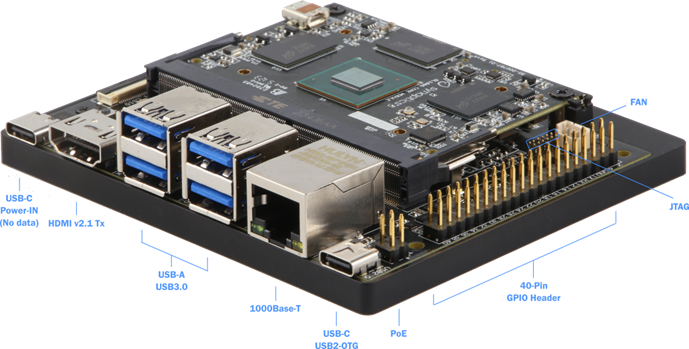 synaptics
FAN
JTAG
USB-C
Power-IN
(No data)
HDMI v2.1 Tx
USB-A
USB3.0
1000Base-T
USB-C
USB2-OTG
PoE
40-Pin
GPIO Header